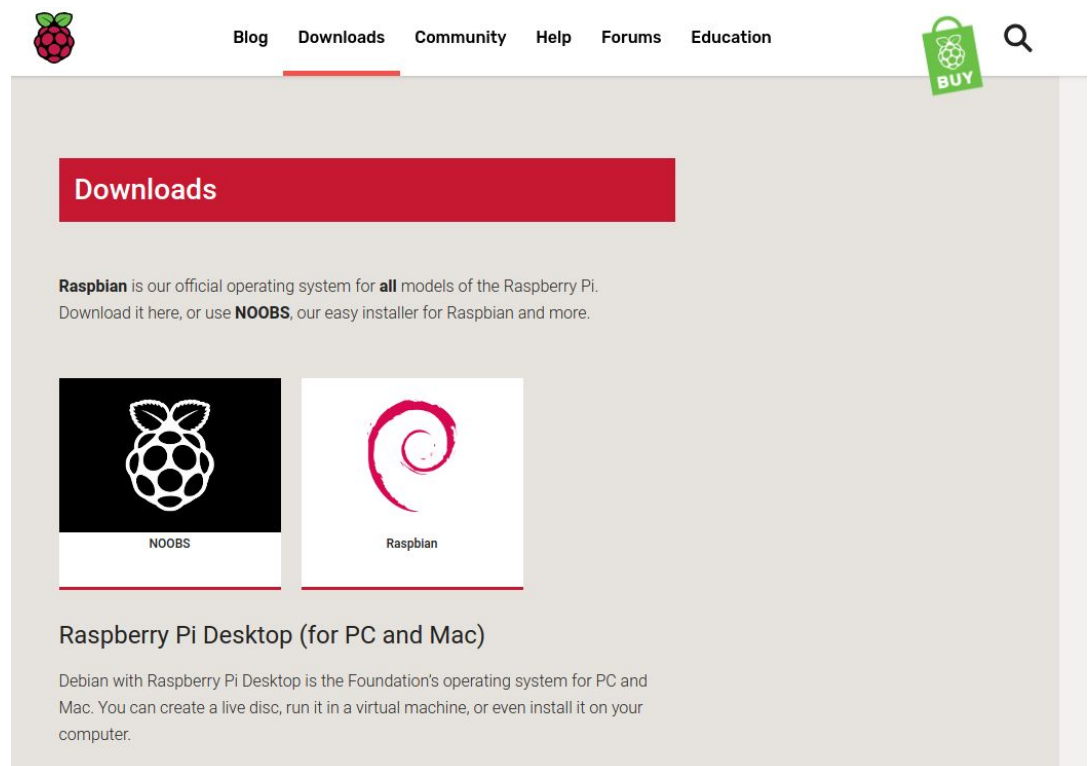 Blog Downloads Community Help Forums Education
BUY
Downloads
Raspbian is our official operating system for all models of the Raspberry Pi.
Download it here, or use NOOBS, our easy installer for Raspbian and more.
NOOBS
Raspbian
Raspberry Pi Desktop (for PC and Mac)
Debian with Raspberry Pi Desktop is the Foundation’s operating system for PC and
Mac. You can create a live disc, run it in a virtual machine, or even install it on your
computer.